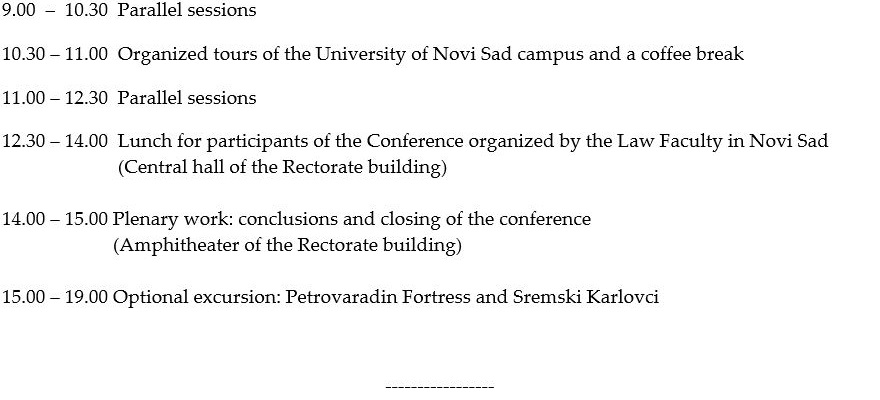 9.00 – 10.30 Parallel sessions
10.30 – 11.00 Organized tours of the University of Novi Sad campus and a coffee break
11.00 – 12.30 Parallel sessions
12.30 – 14.00 Lunch for participants of the Conference organized by the Law Faculty in Novi Sad
(Central hall of the Rectorate building)
14.00 – 15.00 Plenary work: conclusions and closing of the conference
(Amphitheater of the Rectorate building)
15.00 – 19.00 Optional excursion: Petrovaradin Fortress and Sremski Karlovci
-----------------